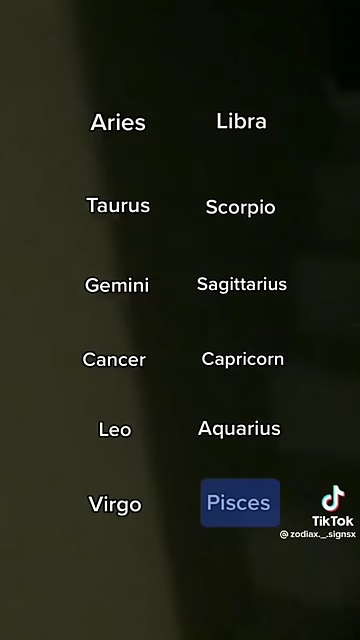 Aries Libra
Taurus Scorpio
Gemini Sagittarius
Cancer Capricorn
Leo Aquarius
Virgo Pisces
TikTok
@zodiax._.signsx